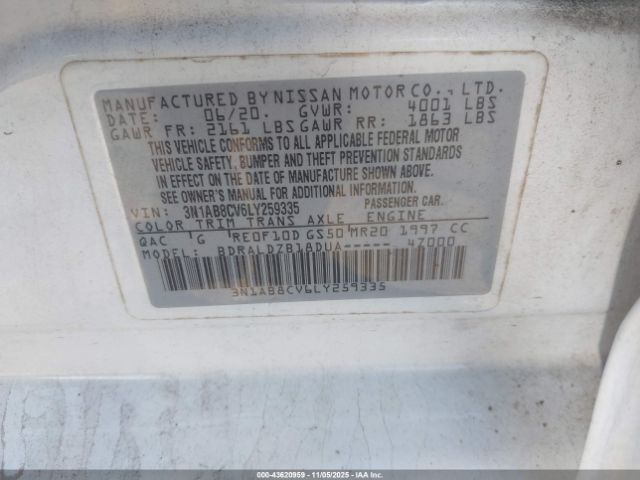 MANUFACTURED BY NISSAN MOTOR CO., LTD.
DATE: 06/20. GVWR: 4001 LBS
GAWR FR: 2161 LBS GAWR RR: 1863 LBS
THIS VEHICLE CONFORMS TO ALL APPLICABLE FEDERAL MOTOR
VEHICLE SAFETY, BUMPER AND THEFT PREVENTION STANDARDS
IN EFFECT ON THE DATE OF MANUFACTURE SHOWN ABOVE.
SEE OWNER'S MANUAL FOR ADDITIONAL INFORMATION.
VIN: 3N1AB8CV6LY259335 PASSENGER CAR.
COLOR TRIM TRANS AXLE ENGINE
QAC 'G RE0F10D GS50 MR20 1997 CC
MODEL: BDRALDZB18DUA----- 47000
3N1AB8CV6LY259335
000-43620959 - 11/05/2025 - IAAI.COM